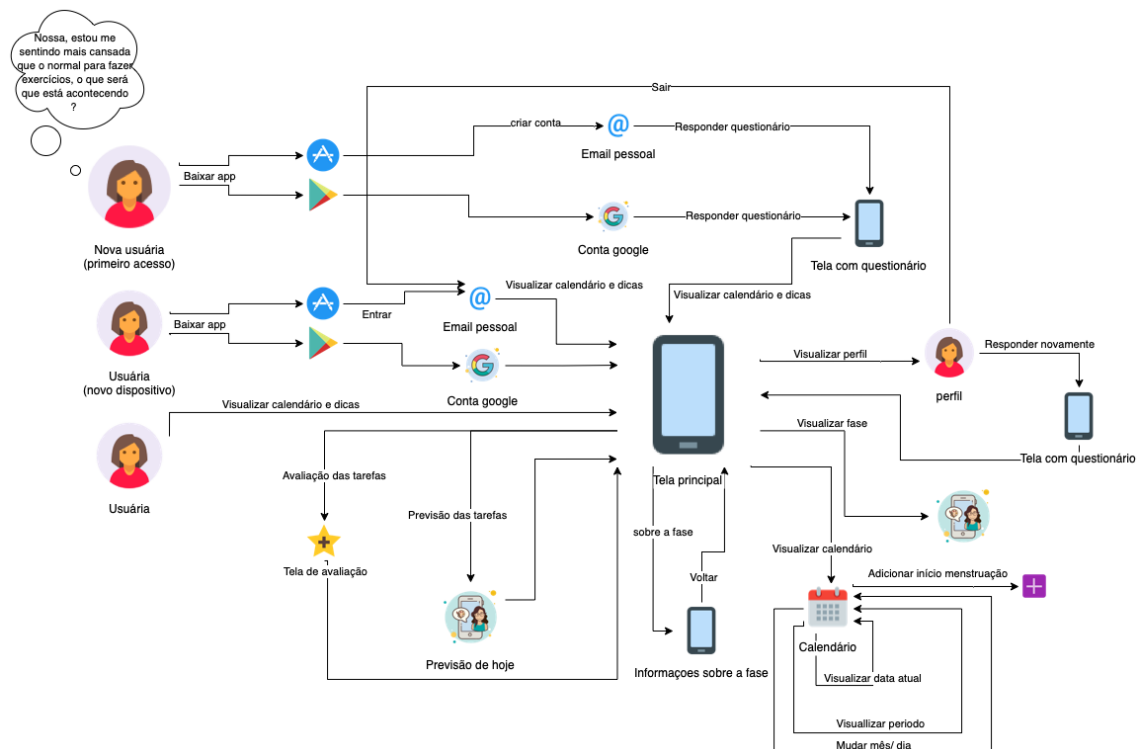 Nossa, estou me
sentindo mais cansada
que o normal para fazer
exercícios, o que será
que está acontecendo
?
Sair
criar conta
Responder questionário
Email pessoal
Baixar app
Responder questionário
Nova usuária
(primeiro acesso)
Conta google
Tela com questionário
Visualizar calendário e dicas
Visualizar calendário e dicas
Entrar
Baixar app
Email pessoal
Responder novamente
Visualizar perfil
Usuária
(novo dispositivo)
Conta google
perfil
Visualizar calendário e dicas
Visualizar fase
Tela com questionário
Avaliação das tarefas
Tela principal
Usuária
Previsão das tarefas
sobre a fase
Visualizar calendário
Tela de avaliação
Voltar
Adicionar início menstruação
Calendário
Previsão de hoje
Informaçoes sobre a fase
Visualizar data atual
Visuallizar periodo
Mudar mês/ dia